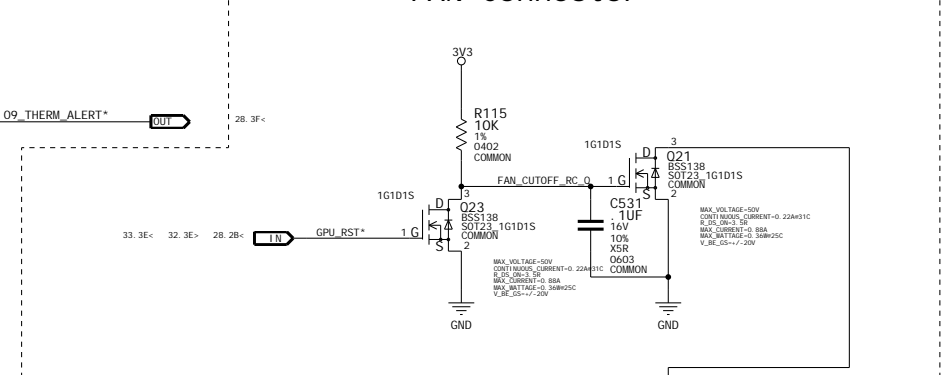 3V3
O9_THERM_ALERT*
OUT
28.3F<
R115
10K
1%
0402
COMMON
1G1D1S
3
D
Q21
BSS138
SOT23_1G1D1S
COMMON
1 G
S
2
FAN_CUTOFF_RC_Q
1G1D1S
3
D
Q23
BSS138
SOT23_1G1D1S
COMMON
1 G
S
2
C531
.1UF
16V
10%
X5R
0603
COMMON
MAX_VOLTAGE=50V
CONTINUOUS_CURRENT=0.22A@31C
R_DS_ON=3.5R
MAX_CURRENT=0.88A
MAX_WATTAGE=0.36W@25C
V_BE_GS=+/-20V
33.3E< 32.3E> 28.2B<
IN
GPU_RST*
MAX_VOLTAGE=50V
CONTINUOUS_CURRENT=0.22A@31C
R_DS_ON=3.5R
MAX_CURRENT=0.88A
MAX_WATTAGE=0.36W@25C
V_BE_GS=+/-20V
GND
GND